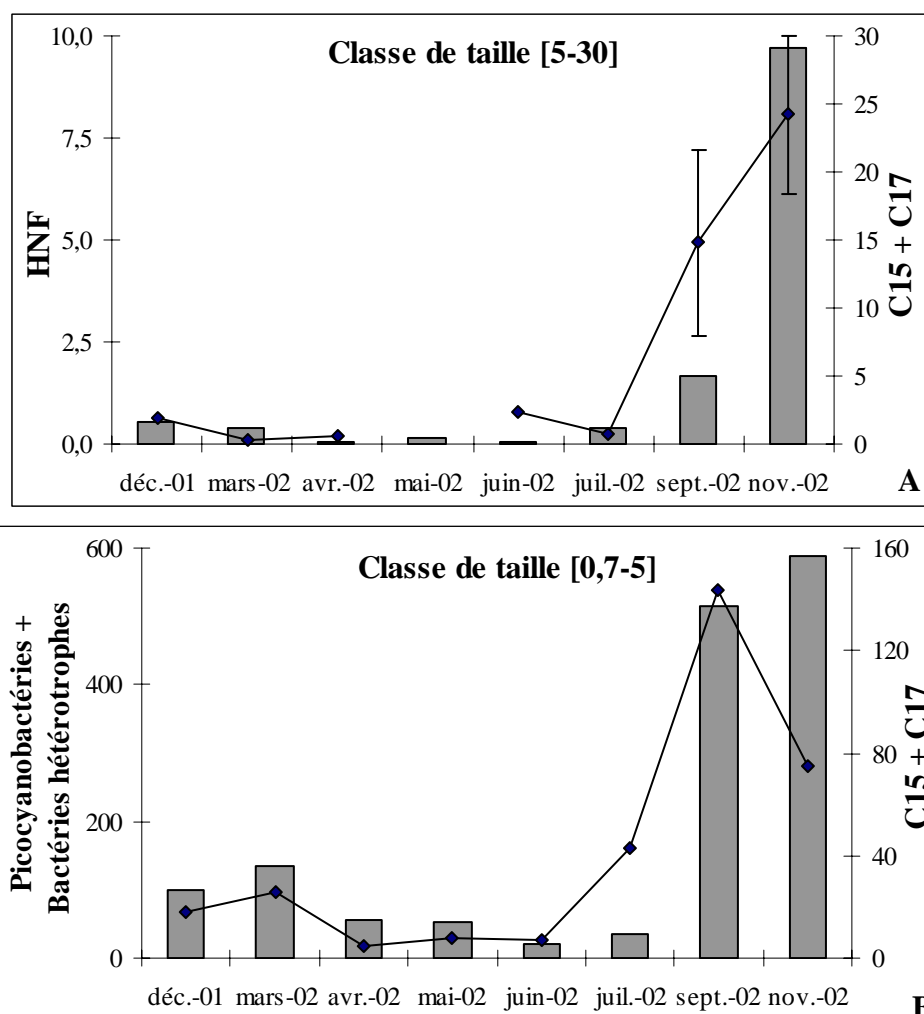 Classe de taille [5-30]
10,0
7,5
5,0
2,5
0,0
HNF
30
25
20
15
10
5
0
C15 + C17
déc.-01 mars-02 avr.-02 mai-02 juin-02 juil.-02 sept.-02 nov.-02
A
Classe de taille [0,7-5]
600
400
200
0
Picocyanobactéries +
Bactéries hétérotrophes
160
120
80
40
0
C15 + C17
déc.-01 mars-02 avr.-02 mai-02 juin-02 juil.-02 sept.-02 nov.-02